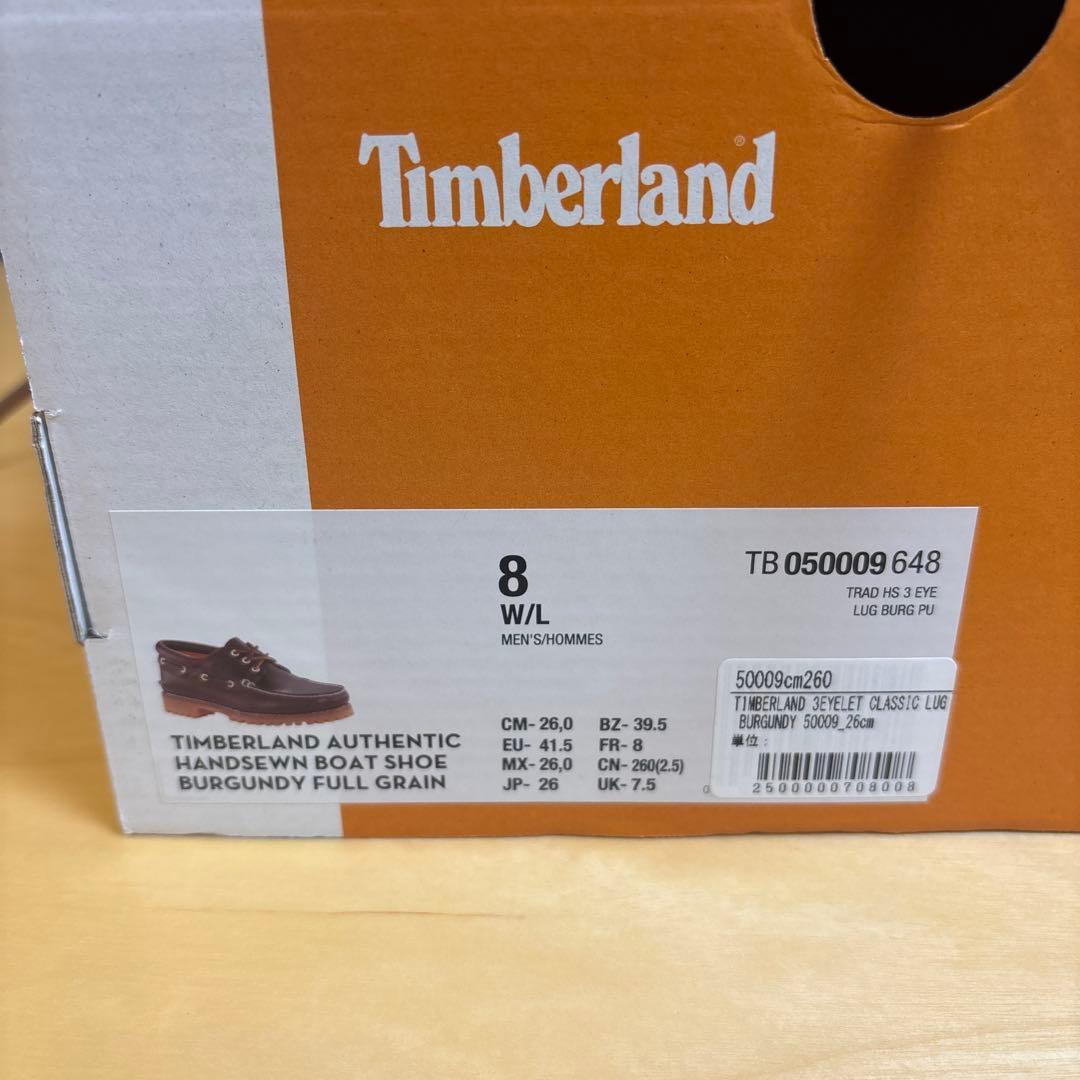 Timberland®
8
W/L
MEN'S/HOMMES
TB 050009 648
TRAD HS 3 EYE
LUG BURG PU
TIMBERLAND AUTHENTIC
HANDSEWN BOAT SHOE
BURGUNDY FULL GRAIN
CM- 26,0 BZ- 39.5
EU- 41.5 FR- 8
MX- 26,0 CN- 260(2.5)
JP- 26 UK- 7.5
50009cm260
TIMBERLAND 3EYELET CLASSIC LUG
BURGUNDY 50009_26cm
単位:
2500000708008